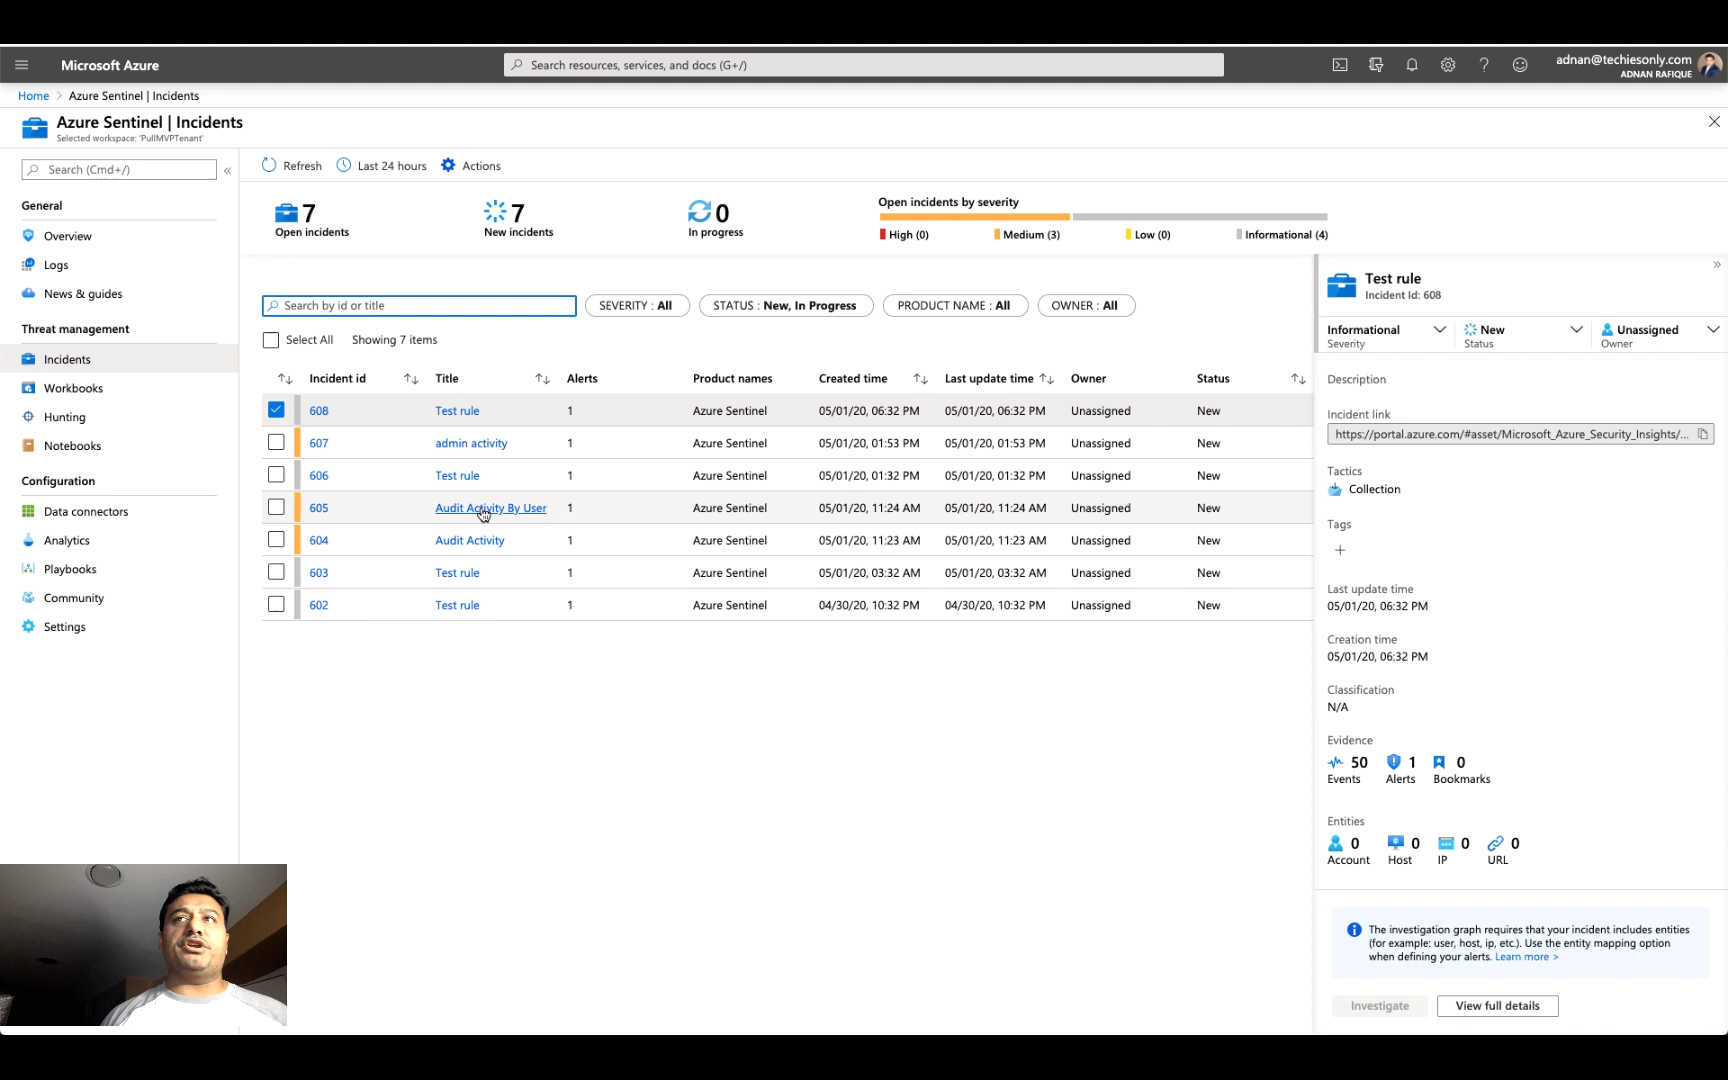 Microsoft Azure
Search resources, services, and docs (G+/)
adnan@techiesonly.com
ADNAN RAFIQUE
Home > Azure Sentinel | Incidents
Azure Sentinel | Incidents
Selected workspace: 'PullMVPTenant'
Search (Cmd+/)
«
Refresh
Last 24 hours
Actions
General
Overview
Logs
News & guides
Threat management
Incidents
Workbooks
Hunting
Notebooks
Configuration
Data connectors
Analytics
Playbooks
Community
Settings
7
Open incidents
7
New incidents
0
In progress
Open incidents by severity
High (0)
Medium (3)
Low (0)
Informational (4)
Search by id or title
SEVERITY : All
STATUS : New, In Progress
PRODUCT NAME : All
OWNER : All
Select All
Showing 7 items
Incident id Title Alerts Product names Created time Last update time Owner Status
608 Test rule 1 Azure Sentinel 05/01/20, 06:32 PM 05/01/20, 06:32 PM Unassigned New
607 admin activity 1 Azure Sentinel 05/01/20, 01:53 PM 05/01/20, 01:53 PM Unassigned New
606 Test rule 1 Azure Sentinel 05/01/20, 01:32 PM 05/01/20, 01:32 PM Unassigned New
605 Audit Activity By User 1 Azure Sentinel 05/01/20, 11:24 AM 05/01/20, 11:24 AM Unassigned New
604 Audit Activity 1 Azure Sentinel 05/01/20, 11:23 AM 05/01/20, 11:23 AM Unassigned New
603 Test rule 1 Azure Sentinel 05/01/20, 03:32 AM 05/01/20, 03:32 AM Unassigned New
602 Test rule 1 Azure Sentinel 04/30/20, 10:32 PM 04/30/20, 10:32 PM Unassigned New
»
Test rule
Incident Id: 608
Informational
Severity
New
Status
Unassigned
Owner
Description
Incident link
https://portal.azure.com/#asset/Microsoft_Azure_Security_Insights/...
Tactics
Collection
Tags
+
Last update time
05/01/20, 06:32 PM
Creation time
05/01/20, 06:32 PM
Classification
N/A
Evidence
50 1 0
Events Alerts Bookmarks
Entities
0 0 0 0
Account Host IP URL
The investigation graph requires that your incident includes entities
(for example: user, host, ip, etc.). Use the entity mapping option
when defining your alerts. Learn more >
Investigate
View full details